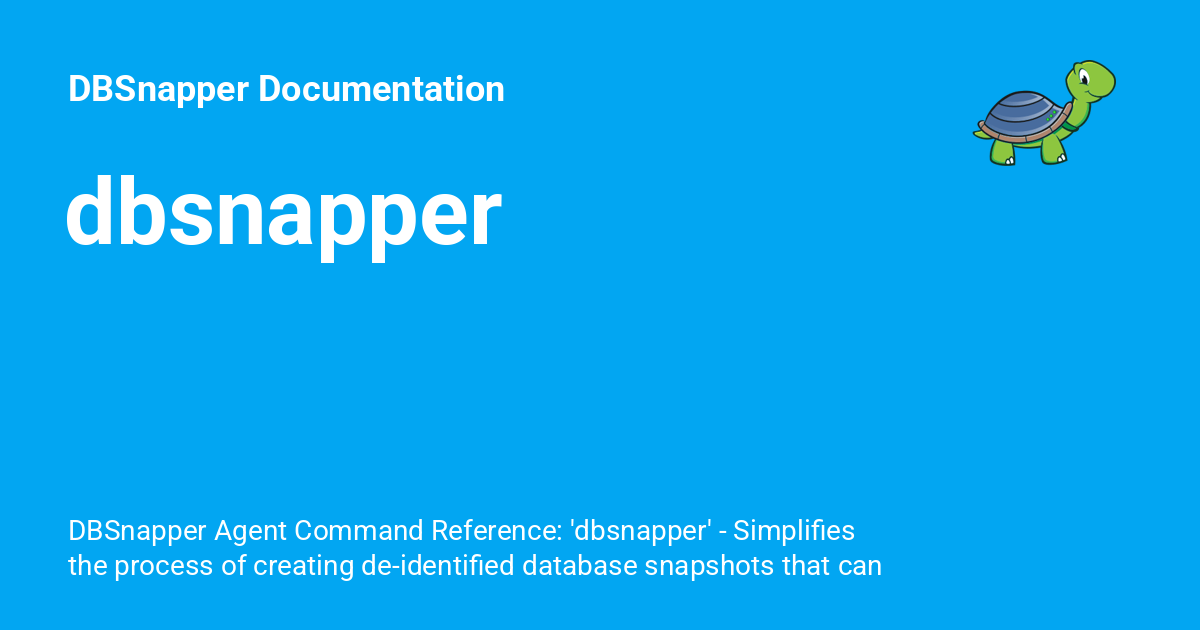 DBSnapper Documentation
dbsnapper
DBSnapper Agent Command Reference: 'dbsnapper' - Simplifies
the process of creating de-identified database snapshots that can